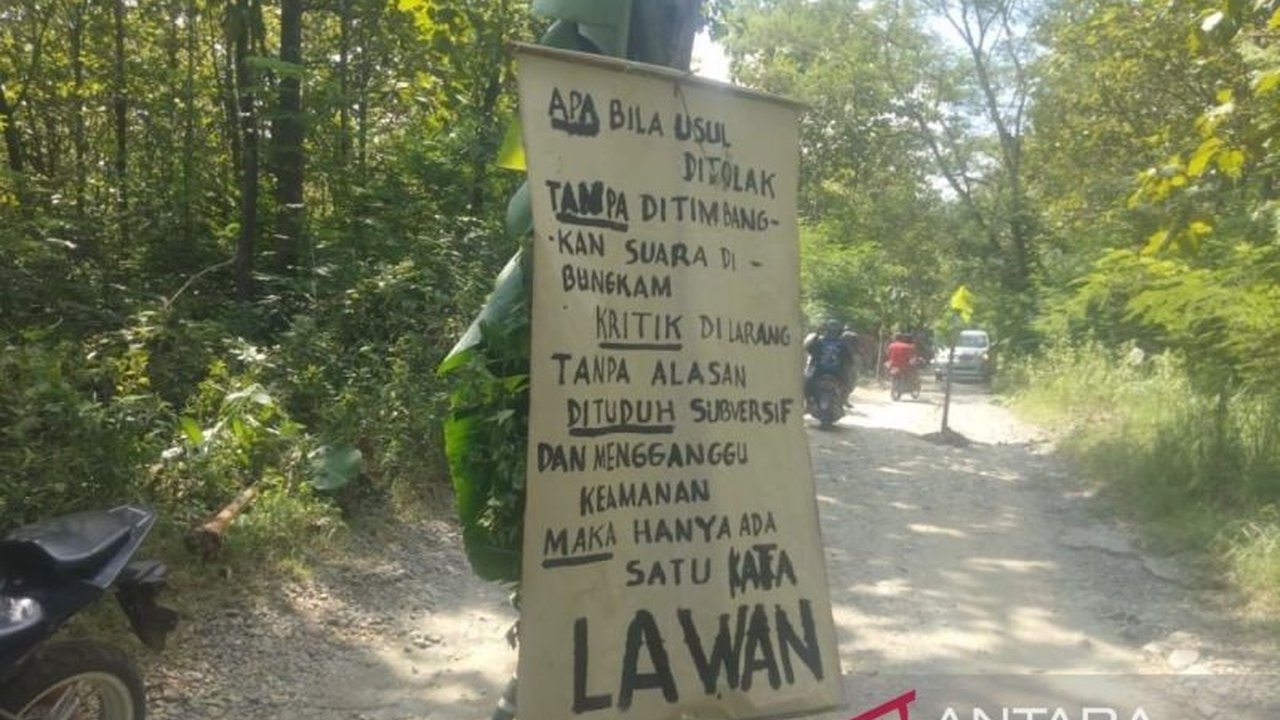 APA BILA USUL
DITOLAK
TAMPA DITIMBANG-
-KAN SUARA DI -
BUNGKAM
KRITIK DILARANG
TANPA ALASAN
DITUDUH SUBVERSIF
DAN MENGGANGGU
KEAMANAN
MAKA HANYA ADA
SATU KATA
LAWAN
ANTARA